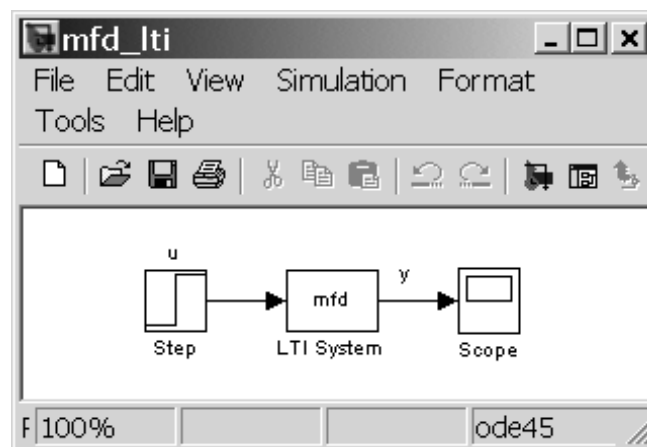 mfd_lti
File Edit View Simulation Format
Tools Help
u
mfd
y
Step
LTI System
Scope
F 100%
ode45